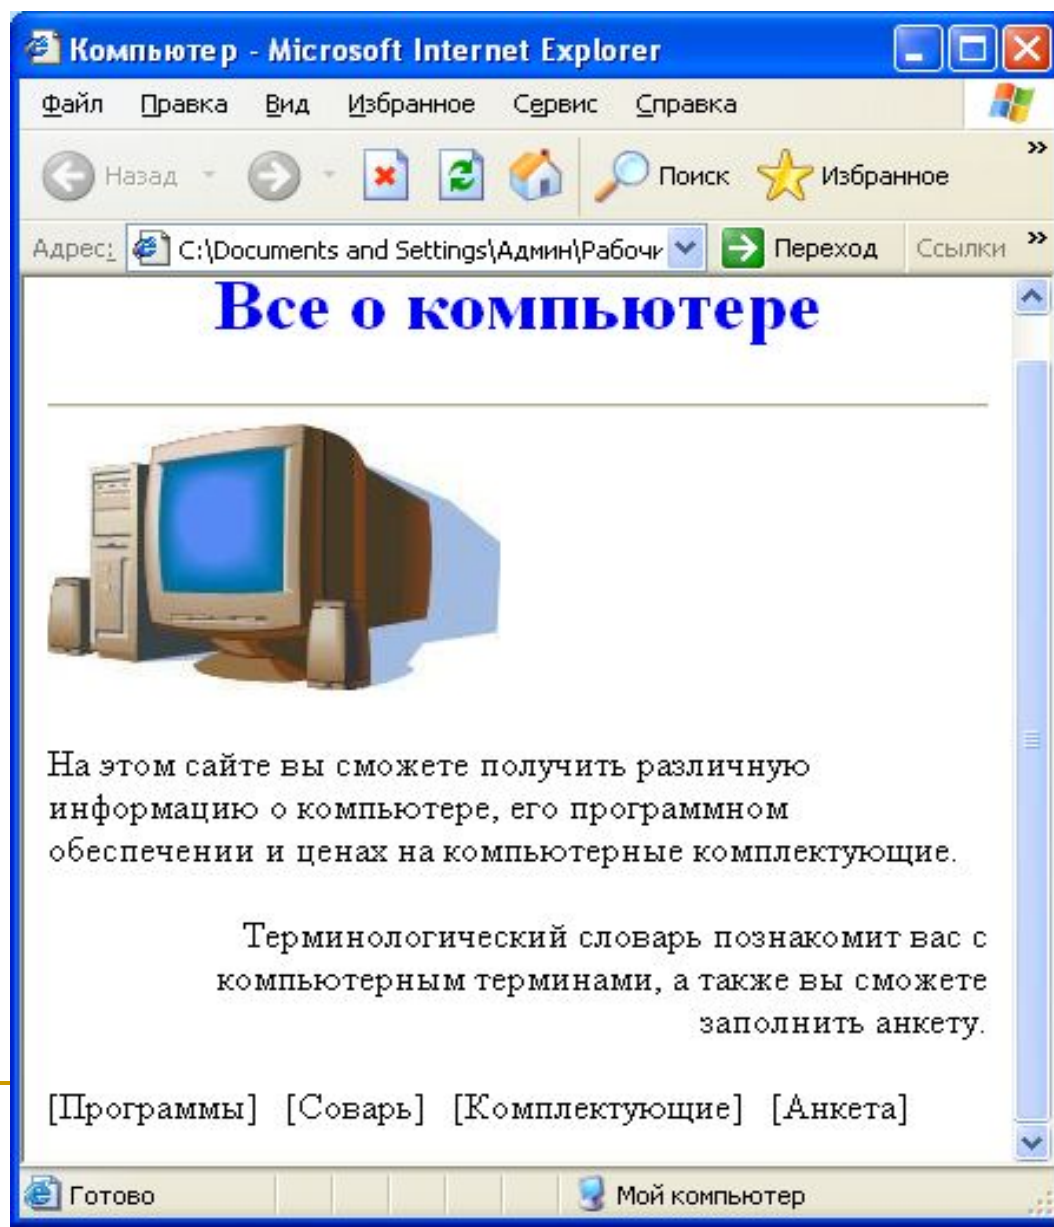 Компьютер - Microsoft Internet Explorer
Файл Правка Вид Избранное Сервис Справка
Назад Поиск Избранное »
Адрес: C:\Documents and Settings\Админ\Рабочи Переход Ссылки »
Все о компьютере
На этом сайте вы сможете получить различную
информацию о компьютере, его программном
обеспечении и ценах на компьютерные комплектующие.
Терминологический словарь познакомит вас с
компьютерным терминами, а также вы сможете
заполнить анкету.
[Программы] [Соварь] [Комплектующие] [Анкета]
Готово Мой компьютер